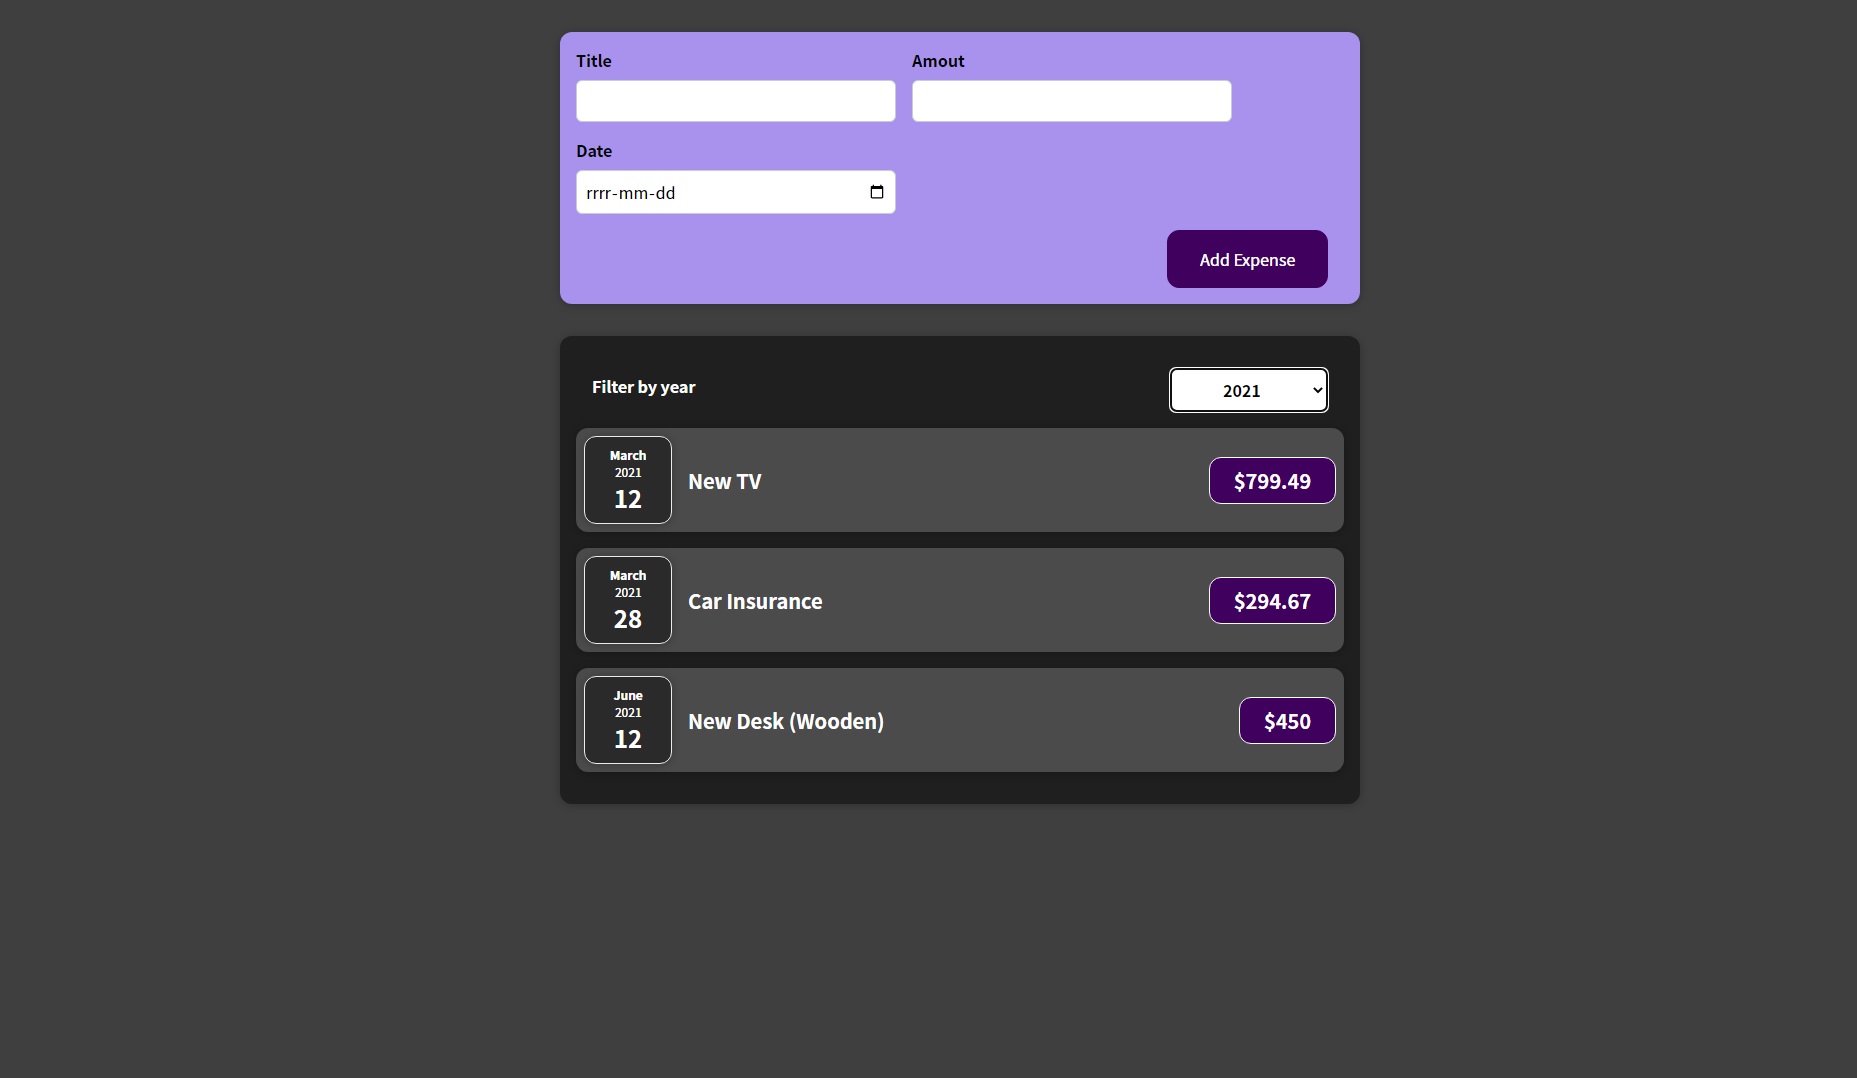 Title
Amout
Date
rrrr-mm-dd
Add Expense
Filter by year
2021
March
2021
12
New TV
$799.49
March
2021
28
Car Insurance
$294.67
June
2021
12
New Desk (Wooden)
$450